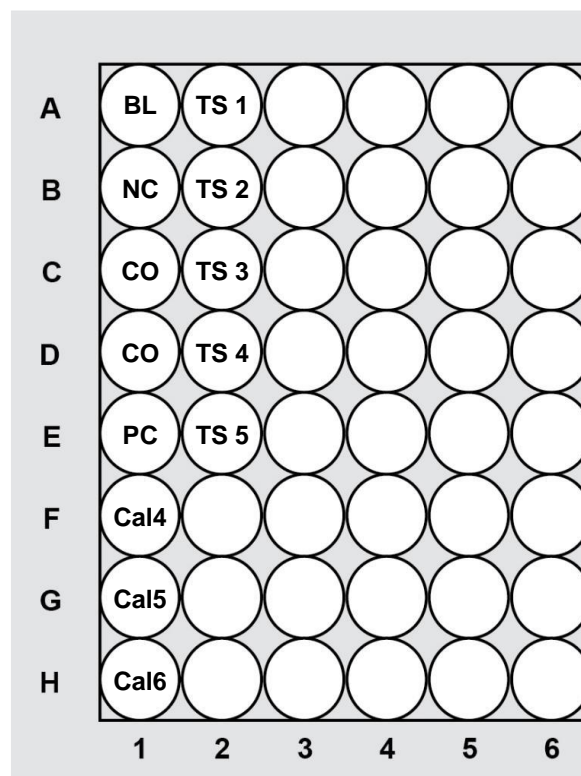 A BL TS 1
B NC TS 2
C CO TS 3
D CO TS 4
E PC TS 5
F Cal4
G Cal5
H Cal6
1 2 3 4 5 6